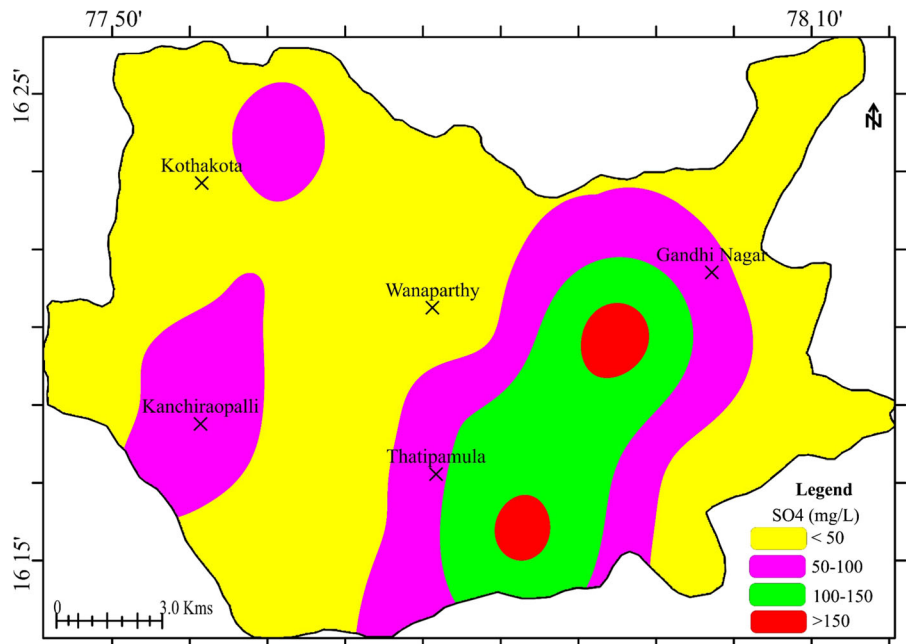 77 50'
78 10'
16 25'
N
Kothakota
Gandhi Nagar
Wanaparthy
Kanchiraopalli
Thatipamula
16 15'
Legend
SO4 (mg/L)
< 50
50-100
100-150
>150
0
3.0 Kms